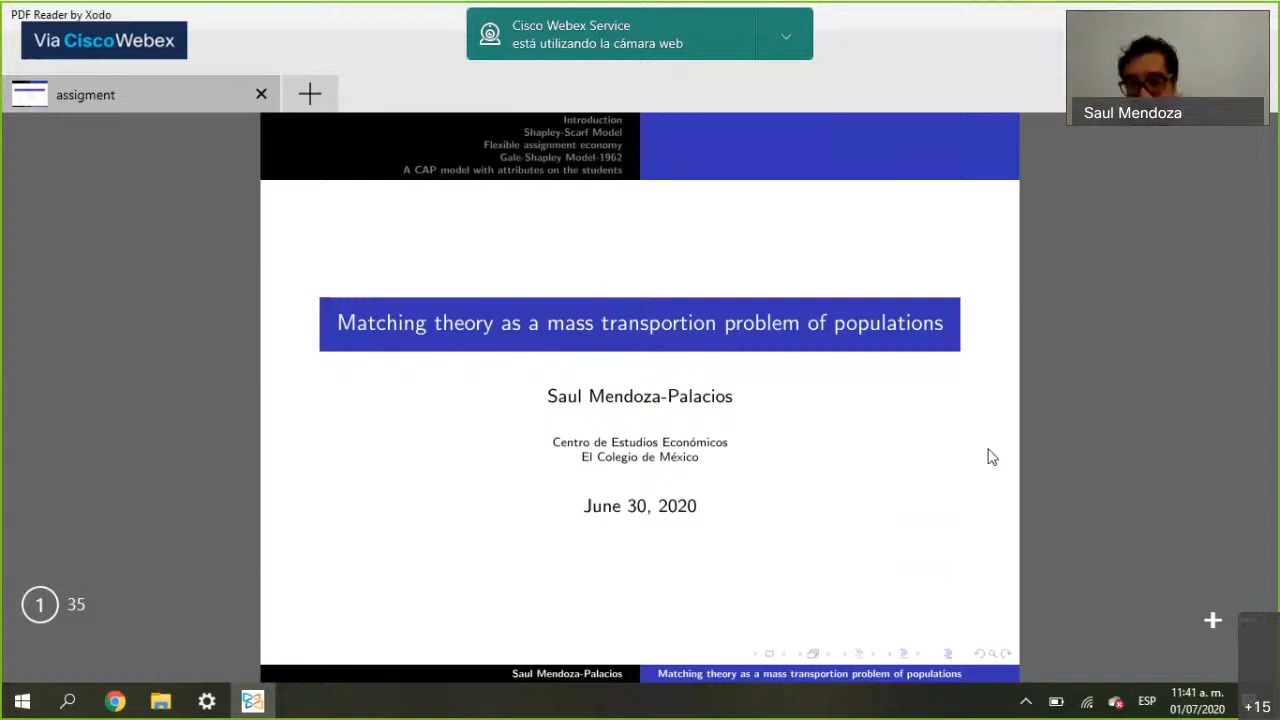 PDF Reader by Xodo
Via CiscoWebex
Cisco Webex Service
está utilizando la cámara web
Saul Mendoza
assigment
Introduction
Shapley-Scarf Model
Flexible assignment economy
Gale-Shapley Model-1962
A CAP model with attributes on the students
Matching theory as a mass transportion problem of populations
Saul Mendoza-Palacios
Centro de Estudios Económicos
El Colegio de México
June 30, 2020
1 35
Saul Mendoza-Palacios
Matching theory as a mass transportion problem of populations
ESP
11:41 a. m.
01/07/2020
+15